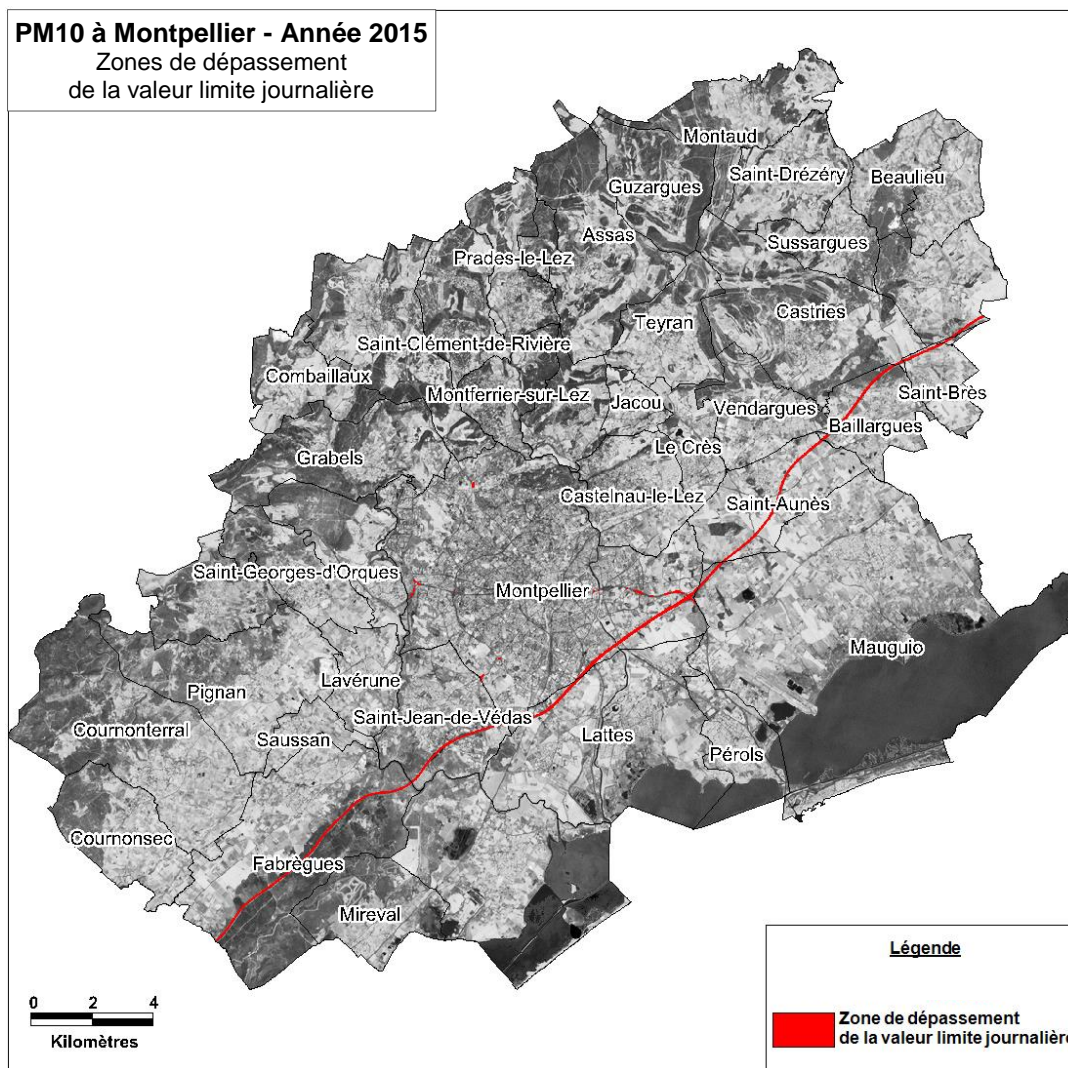 PM10 à Montpellier - Année 2015
Zones de dépassement
de la valeur limite journalière
Montaud
Saint-Drézéry
Beaulieu
Guzargues
Assas
Sussargues
Prades-le-Lez
Castries
Teyran
Saint-Clément-de-Rivière
Combaillaux
Montferrier-sur-Lez
Jacou
Vendargues
Saint-Brès
Baillargues
Le Crès
Grabels
Castelnau-le-Lez
Saint-Aunès
Saint-Georges-d'Orques
Montpellier
Mauguio
Lavérune
Pignan
Saint-Jean-de-Védas
Cournonterral
Saussan
Lattes
Pérols
Cournonsec
Fabrègues
Mireval
Légende
0 2 4
Kilomètres
Zone de dépassement
de la valeur limite journalière